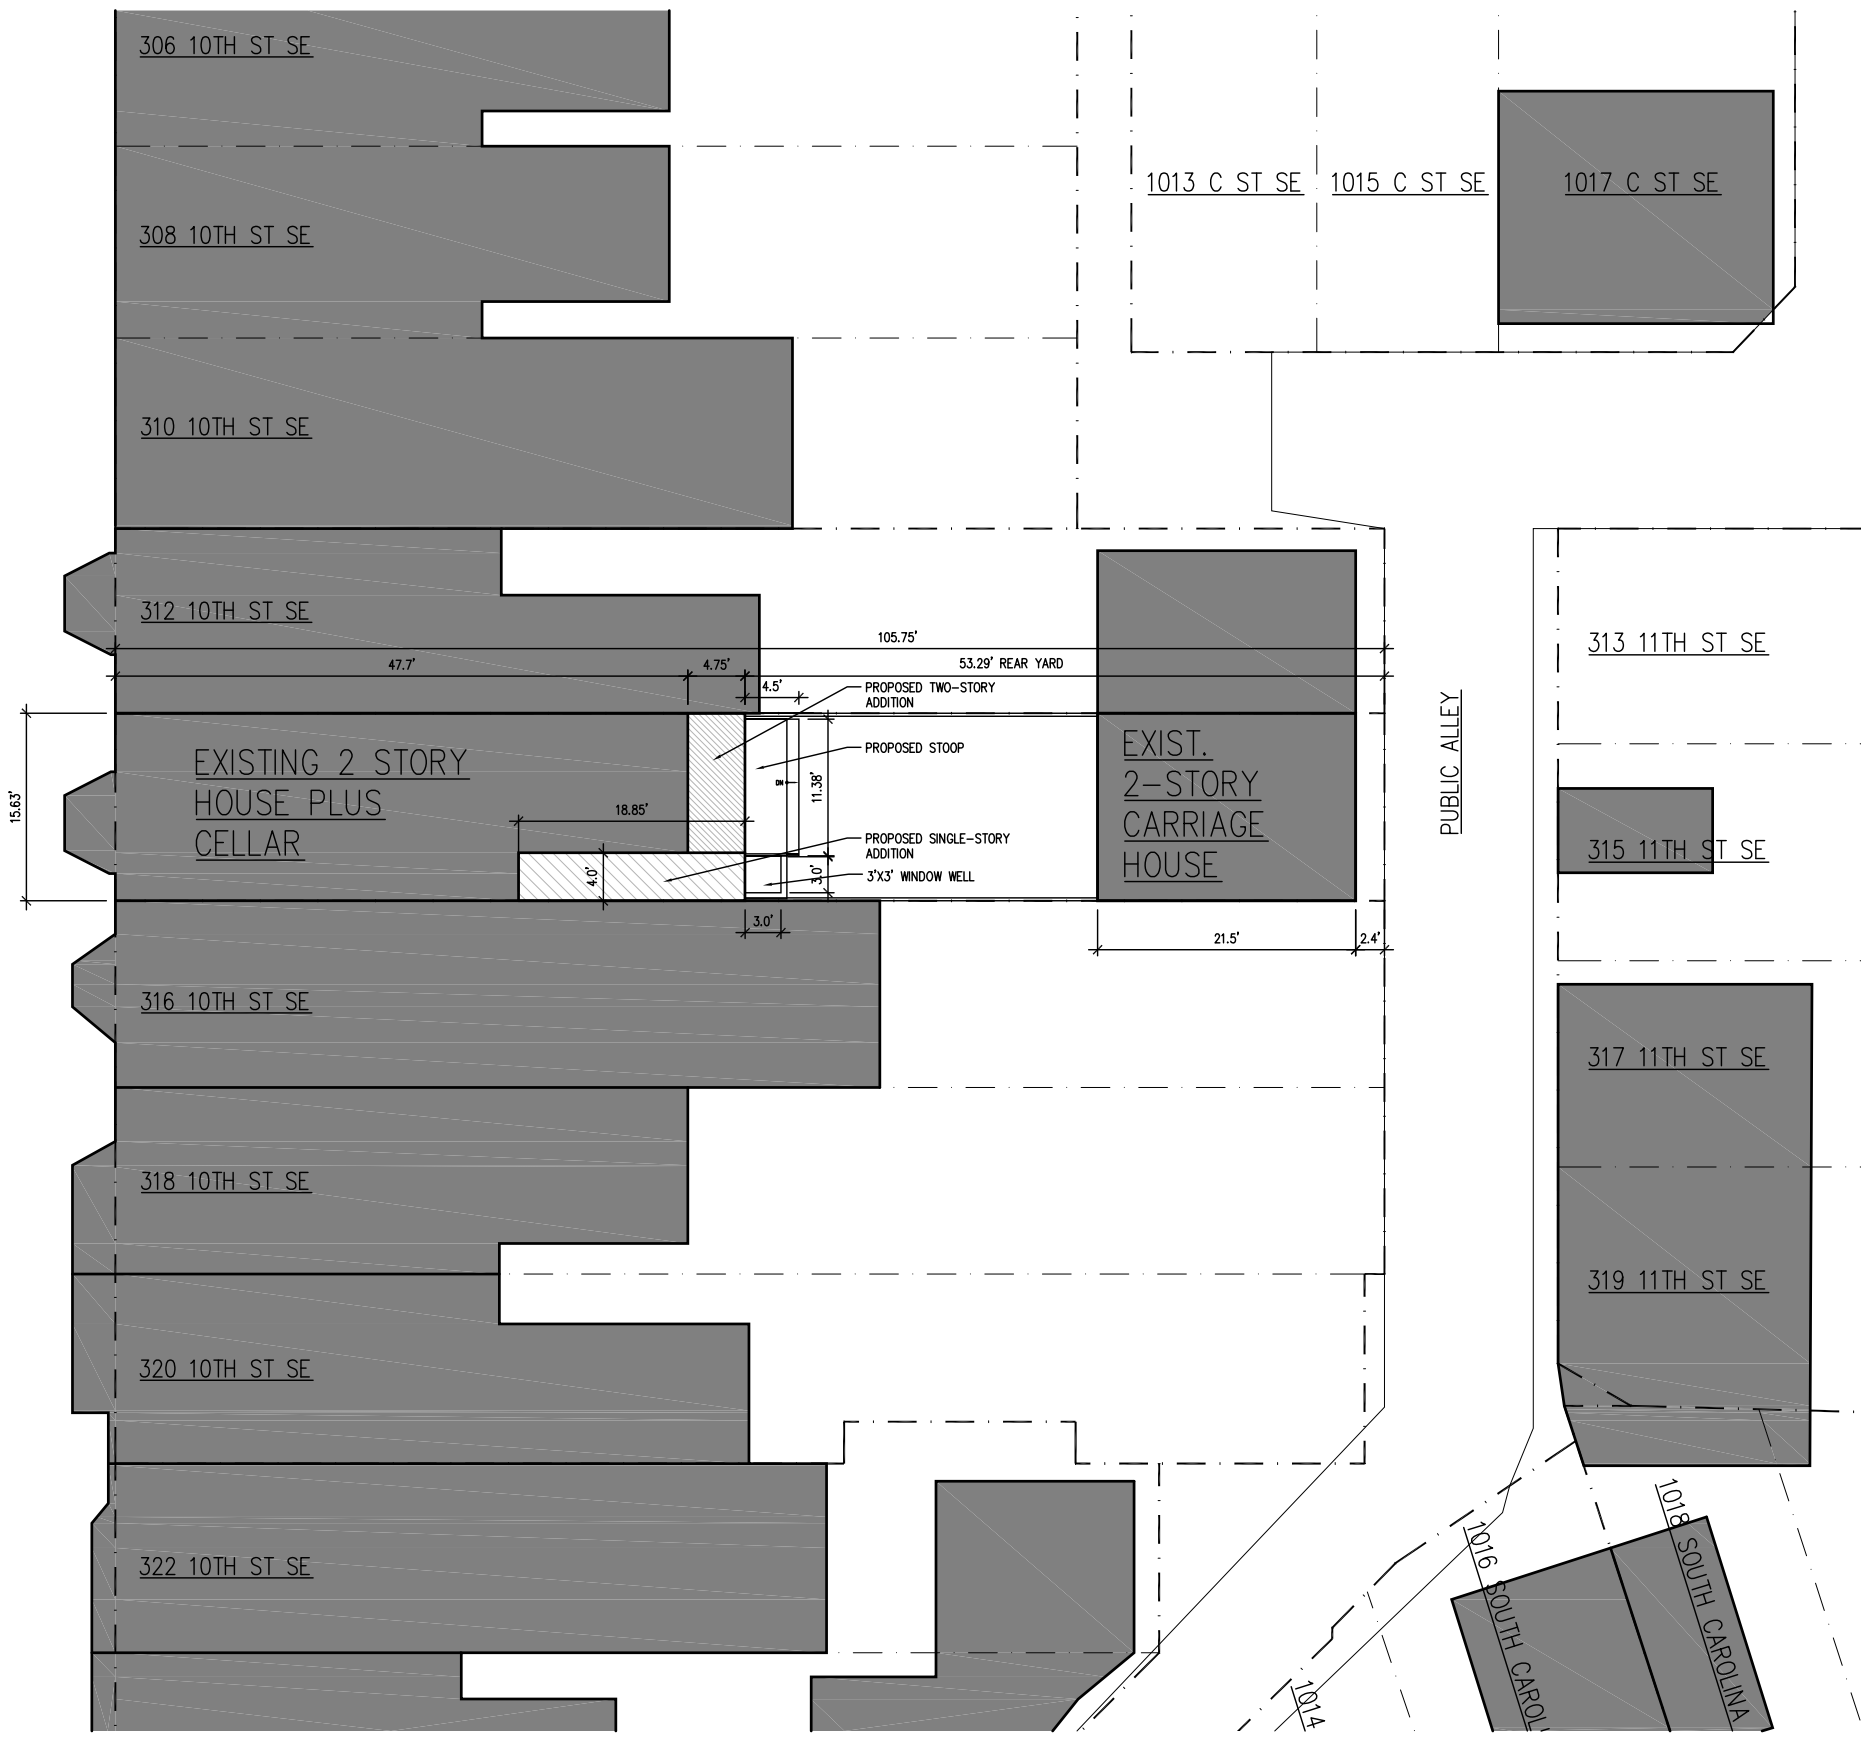 306 10TH ST SE
1013 C ST SE
1015 C ST SE
1017 C ST SE
308 10TH ST SE
310 10TH ST SE
312 10TH ST SE
105.75'
313 11TH ST SE
47.7'
4.75'
53.29' REAR YARD
4.5'
PROPOSED TWO-STORY
ADDITION
PUBLIC ALLEY
EXISTING 2 STORY
HOUSE PLUS
CELLAR
PROPOSED STOOP
EXIST.
2-STORY
CARRIAGE
HOUSE
DN
11.38'
15.63'
18.85'
PROPOSED SINGLE-STORY
ADDITION
315 11TH ST SE
4.0'
3.0'
3'X3' WINDOW WELL
3.0'
21.5'
2.4'
316 10TH ST SE
317 11TH ST SE
318 10TH ST SE
319 11TH ST SE
320 10TH ST SE
322 10TH ST SE
1018 SOUTH CAROLINA
1016 SOUTH CAROL
1014